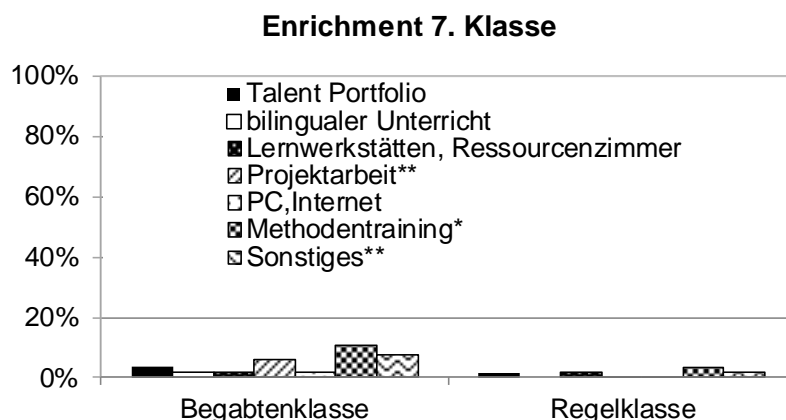 Enrichment 7. Klasse
100%
80%
60%
40%
20%
0%
Talent Portfolio
bilingualer Unterricht
Lernwerkstätten, Ressourcenzimmer
Projektarbeit**
PC,Internet
Methodentraining*
Sonstiges**
Begabtenklasse
Regelklasse